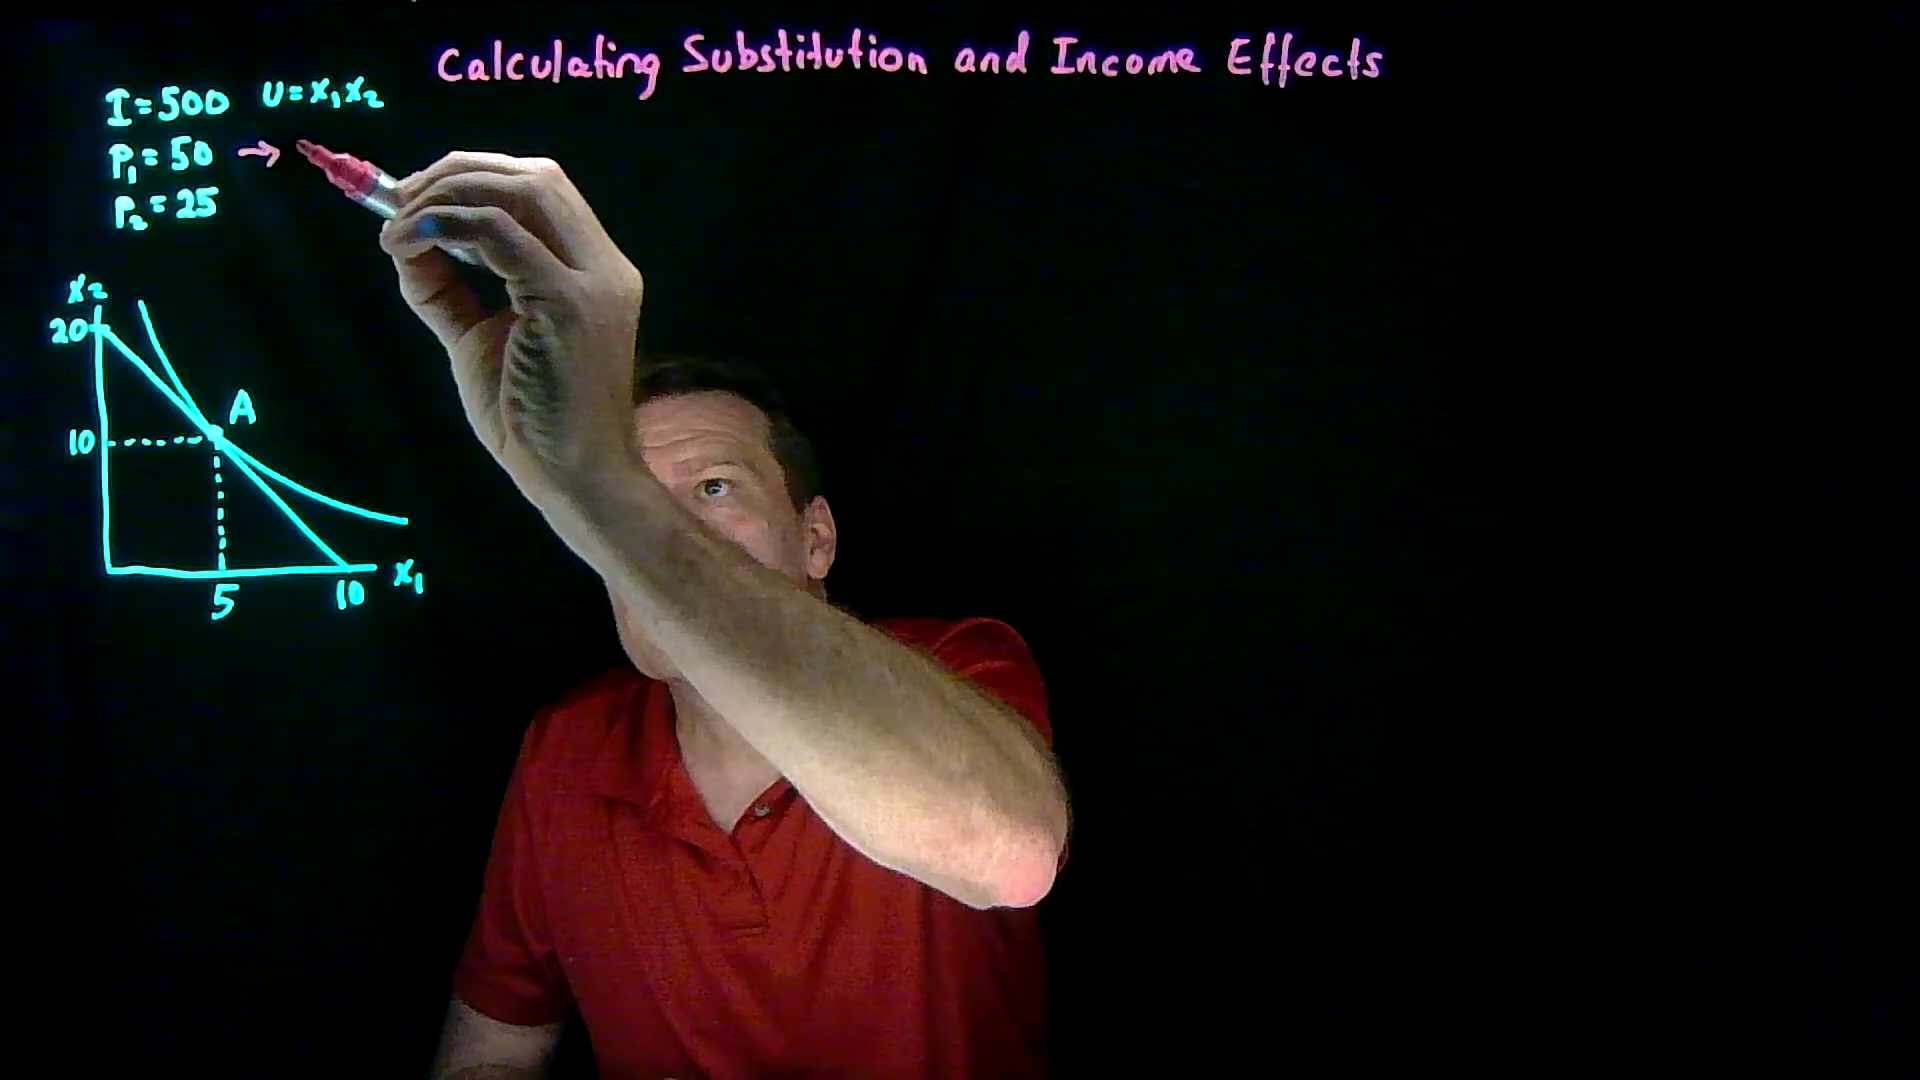 Calculating Substitution and Income Effects
I = 500 U = x₁x₂
P₁ = 50 →
P₂ = 25
x₂
20
A
10
5 10 x₁